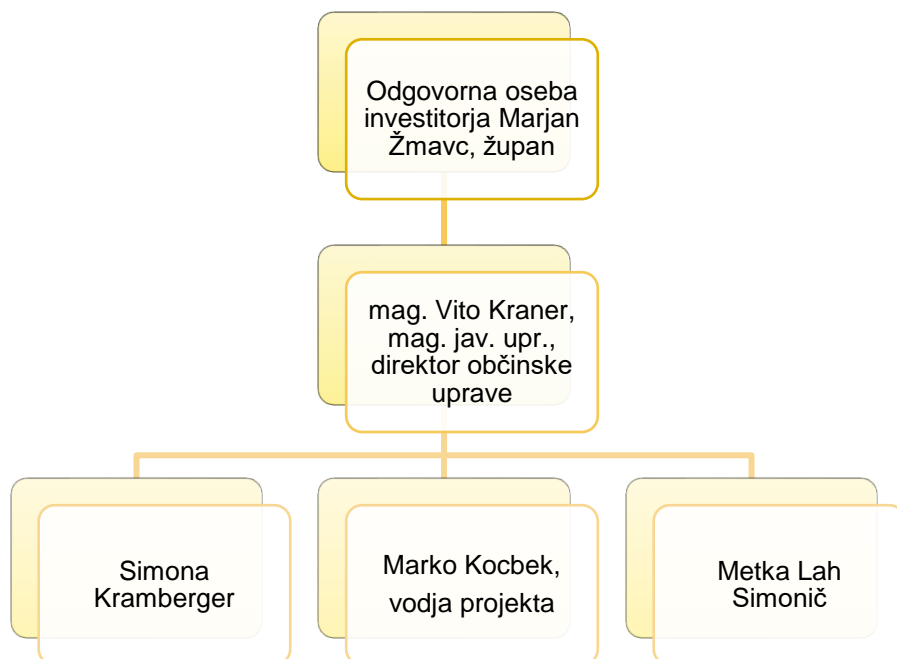 Odgovorna oseba
investitorja Marjan
Žmavc, župan
mag. Vito Kraner,
mag. jav. upr.,
direktor občinske
uprave
Simona
Kramberger
Marko Kocbek,
vodja projekta
Metka Lah
Simonič